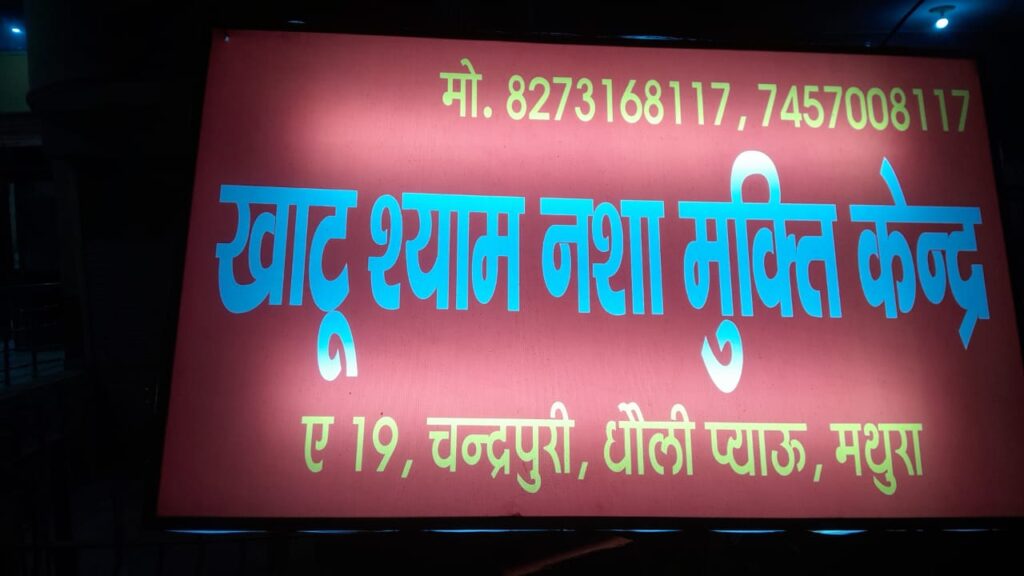 मो. 8273168117, 7457008117
खाटू श्याम नशा मुक्ति केन्द्र
ए 19, चन्द्रपुरी, धौली प्याऊ, मथुरा